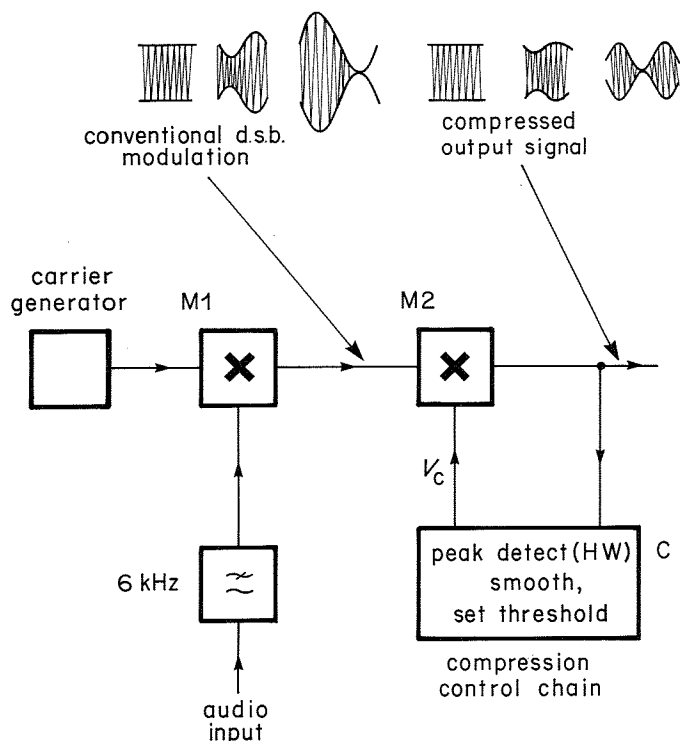 conventional d.s.b.
modulation
compressed
output signal
carrier
generator
M1
M2
×
×
Vc
6 kHz
peak detect (HW)
smooth,
set threshold
C
compression
control chain
audio
input